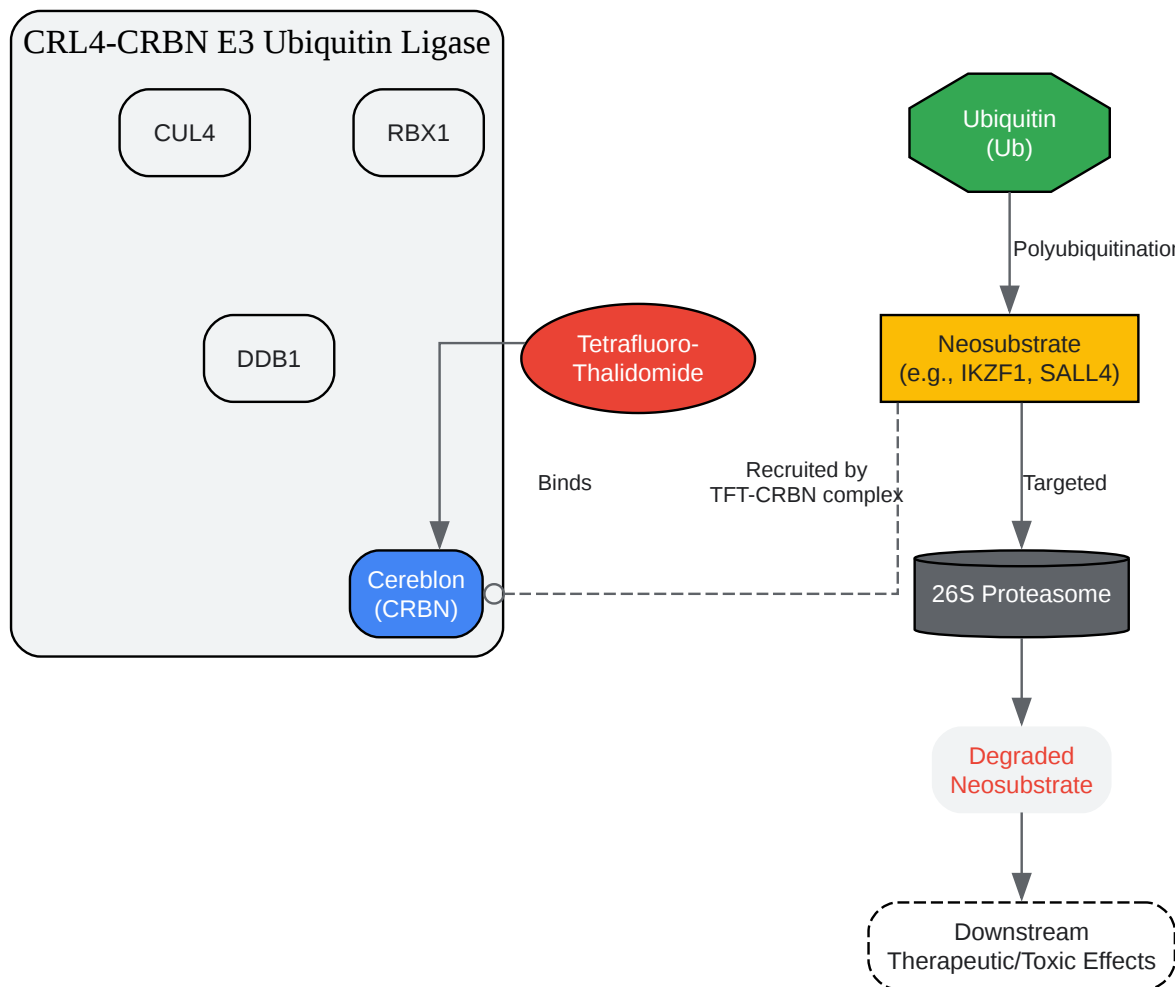 CRL4-CRBN E3 Ubiquitin Ligase
CUL4
RBX1
Ubiquitin
(Ub)
Polyubiquitination
DDB1
Tetrafluoro-
Thalidomide
Neosubstrate
(e.g., IKZF1, SALL4)
Binds
Recruited by
TFT-CRBN complex
Targeted
Cereblon
(CRBN)
26S Proteasome
Degraded
Neosubstrate
Downstream
Therapeutic/Toxic Effects